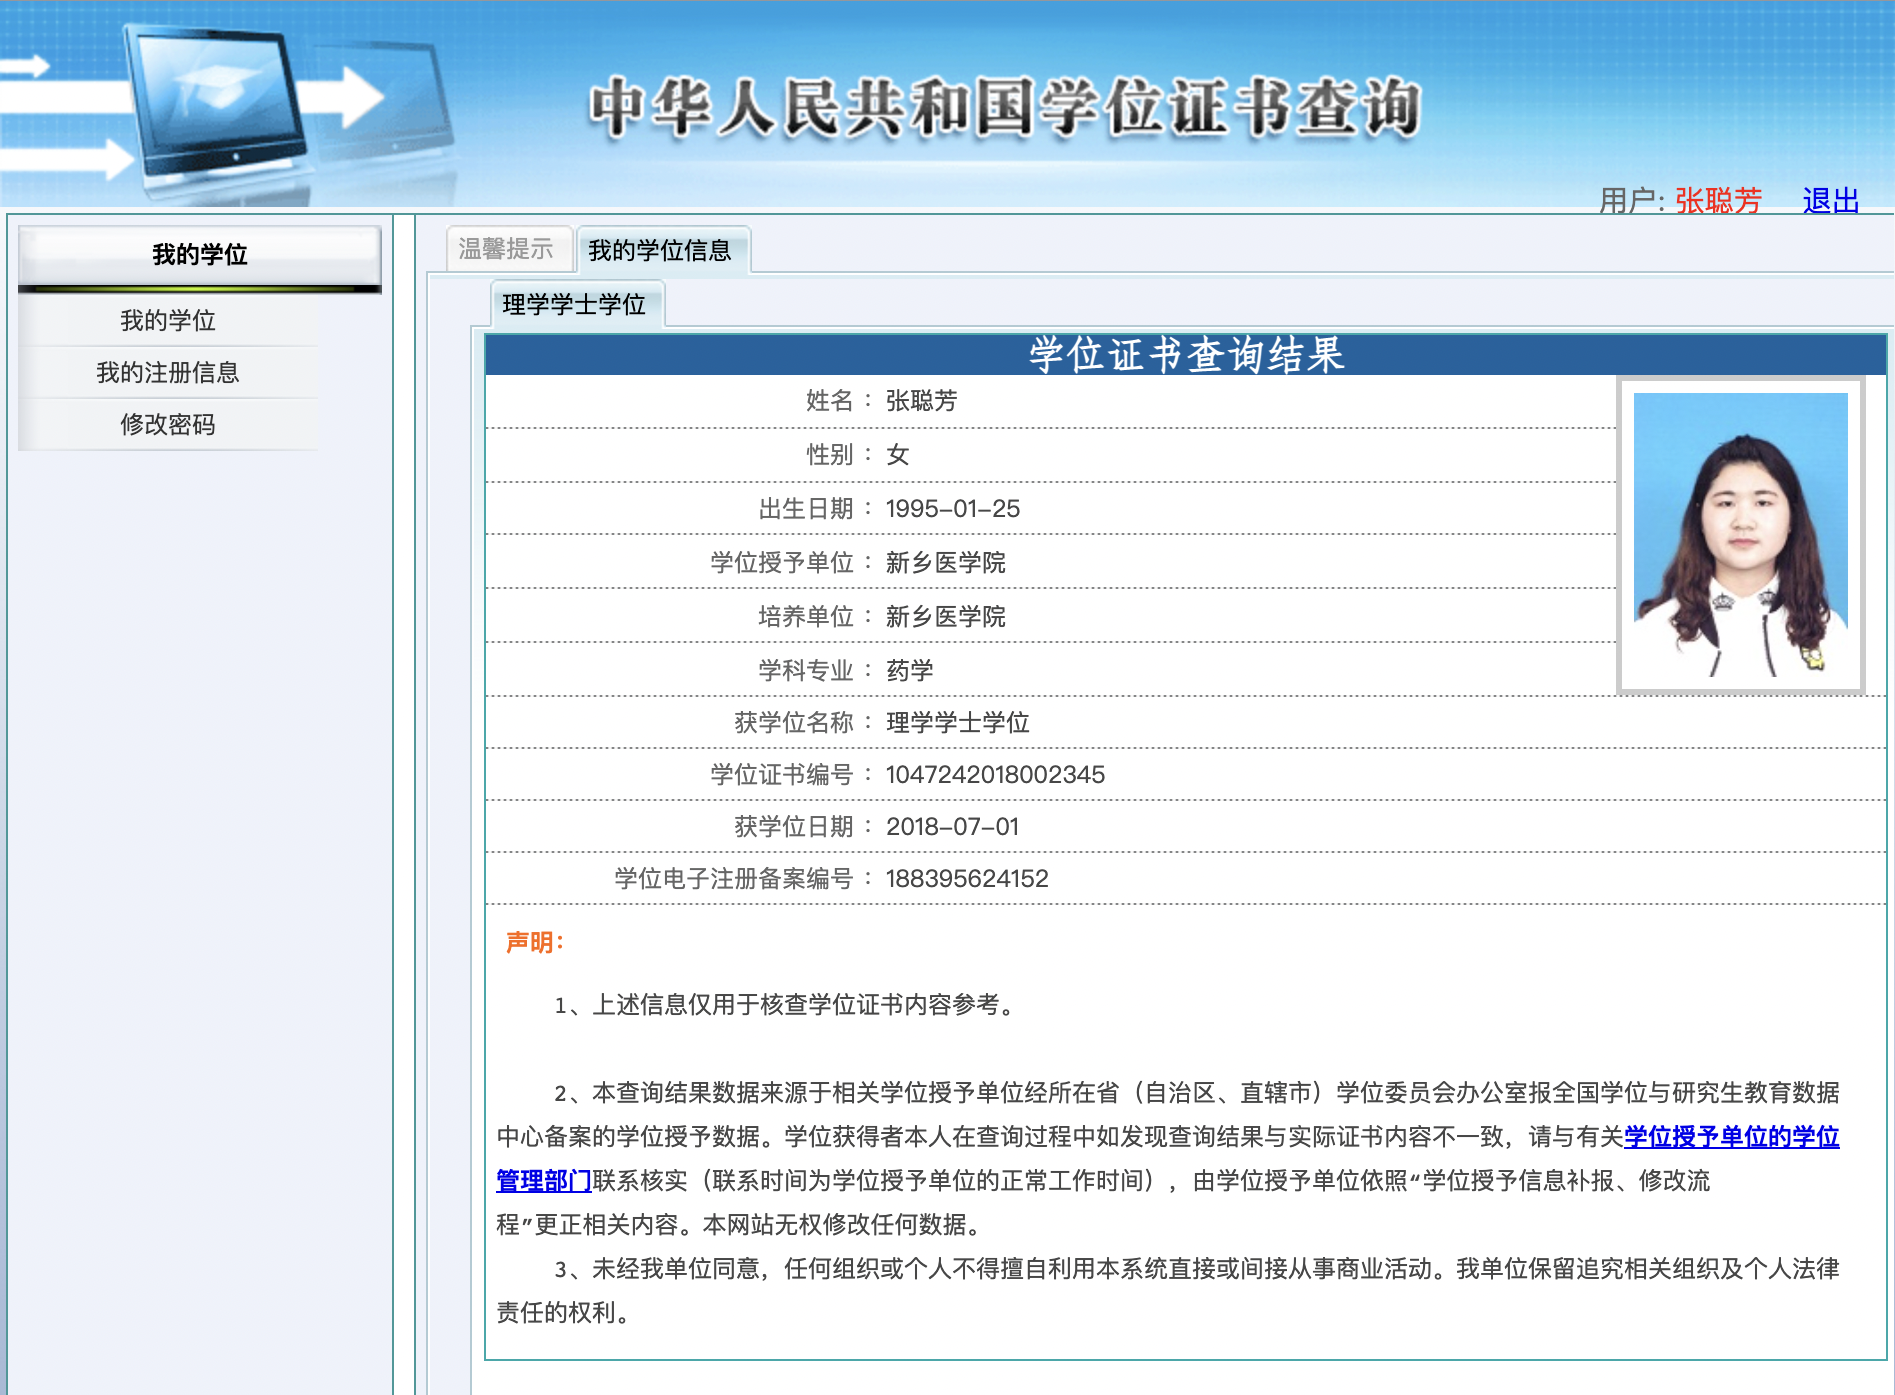 中华人民共和国学位证书查询
用户: 张聪芳 退出
我的学位
我的学位
我的注册信息
修改密码
温馨提示 我的学位信息
理学学士学位
学位证书查询结果
姓名： 张聪芳
性别： 女
出生日期： 1995-01-25
学位授予单位： 新乡医学院
培养单位： 新乡医学院
学科专业： 药学
获学位名称： 理学学士学位
学位证书编号： 1047242018002345
获学位日期： 2018-07-01
学位电子注册备案编号： 188395624152
声明：
1、上述信息仅用于核查学位证书内容参考。
2、本查询结果数据来源于相关学位授予单位经所在省（自治区、直辖市）学位委员会办公室报全国学位与研究生教育数据
中心备案的学位授予数据。学位获得者本人在查询过程中如发现查询结果与实际证书内容不一致，请与有关学位授予单位的学位
管理部门联系核实（联系时间为学位授予单位的正常工作时间），由学位授予单位依照“学位授予信息补报、修改流
程”更正相关内容。本网站无权修改任何数据。
3、未经我单位同意，任何组织或个人不得擅自利用本系统直接或间接从事商业活动。我单位保留追究相关组织及个人法律
责任的权利。